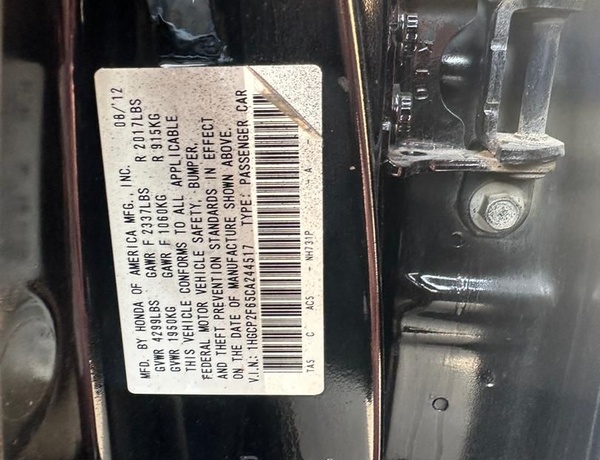 MFD. BY HONDA OF AMERICA MFG., INC. 08/'12
GVWR 4299LBS GAWR F 2337LBS R 2017LBS
GVWR 1950KG GAWR F 1060KG R 915KG
THIS VEHICLE CONFORMS TO ALL APPLICABLE
FEDERAL MOTOR VEHICLE SAFETY, BUMPER,
AND THEFT PREVENTION STANDARDS IN EFFECT
ON THE DATE OF MANUFACTURE SHOWN ABOVE.
V.I.N.: 1HGCP2F65CA244517 TYPE: PASSENGER CAR
TA5 C AC5 - NH731P - A